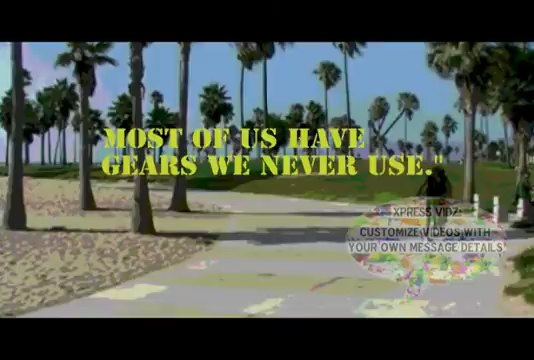 MOST OF US HAVE
GEARS WE NEVER USE."
XPRESS VIDZ:
CUSTOMIZE VIDEOS WITH
YOUR OWN MESSAGE DETAILS